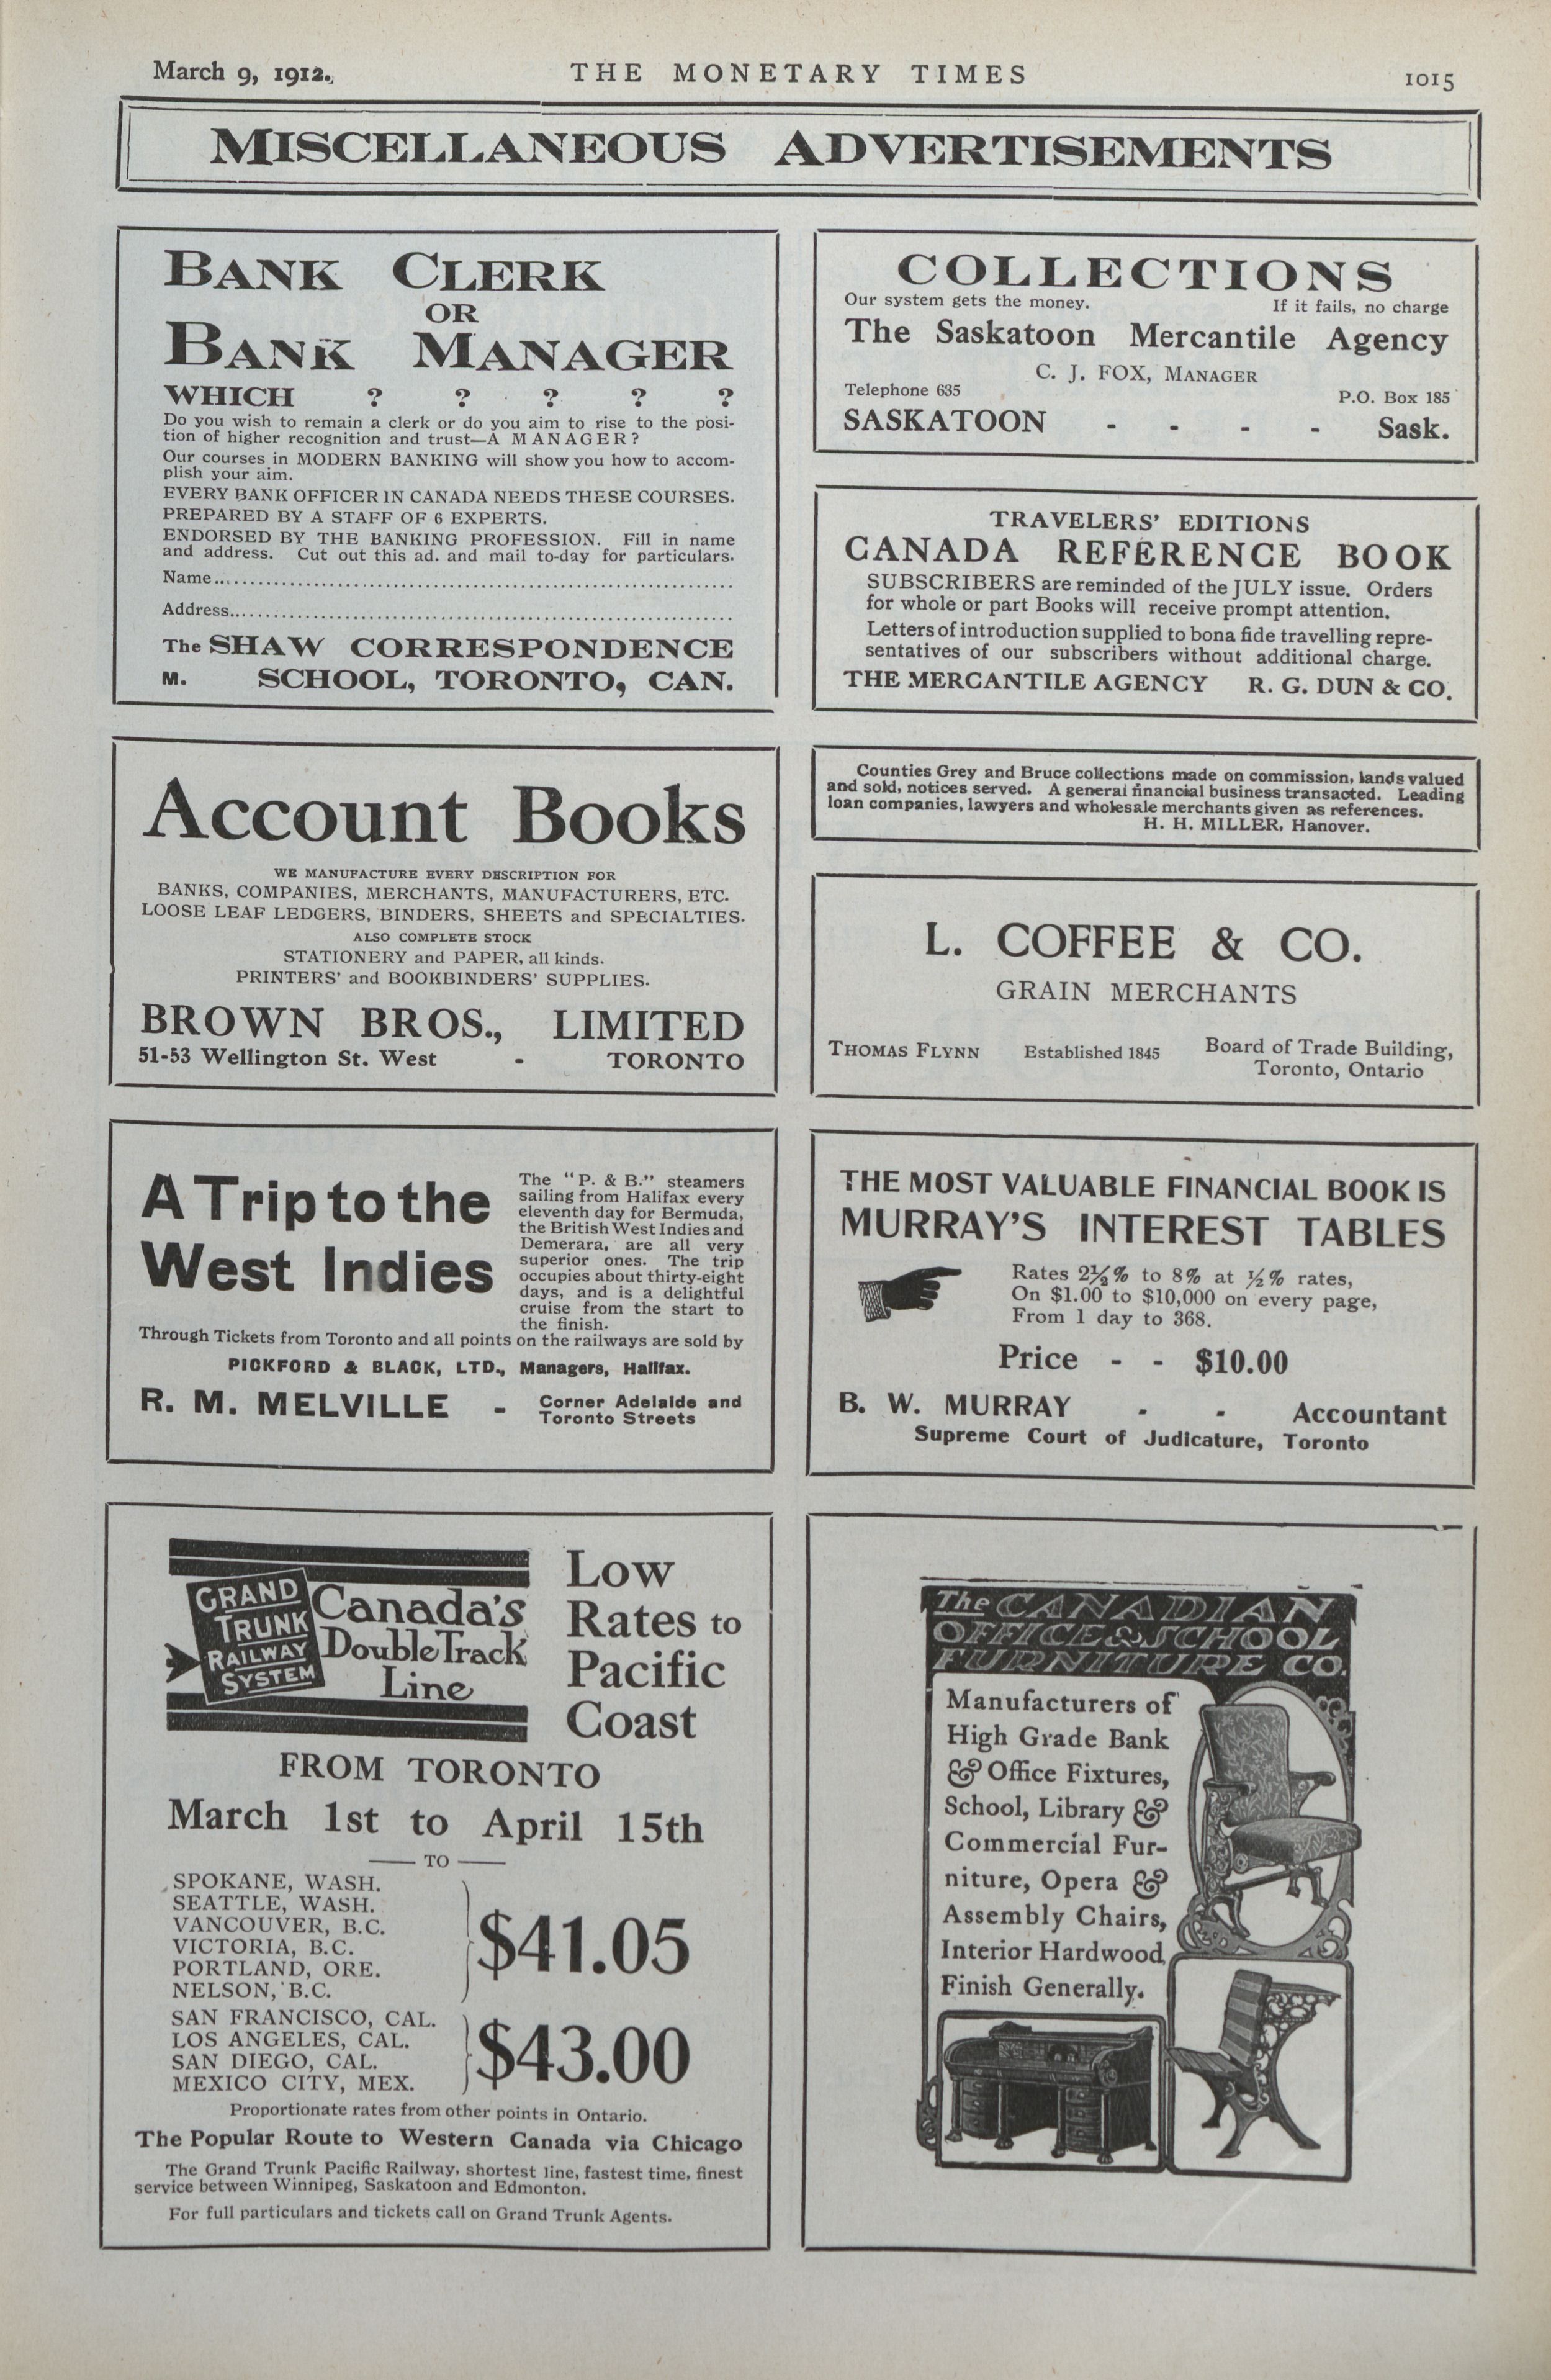 March 9, 1912.
THE MONETARY TIMES
1015
MISCELLANEOUS ADVERTISEMENTS
BANK CLERK
OR
BANK MANAGER
WHICH ? ? ? ? ?
Do you wish to remain a clerk or do you aim to rise to the posi-
tion of higher recognition and trust—A MANAGER?
Our courses in MODERN BANKING will show you how to accom-
plish your aim.
EVERY BANK OFFICER IN CANADA NEEDS THESE COURSES.
PREPARED BY A STAFF OF 6 EXPERTS.
ENDORSED BY THE BANKING PROFESSION. Fill in name
and address. Cut out this ad. and mail to-day for particulars.
Name........................................
Address........................................
The SHAW CORRESPONDENCE
M. SCHOOL, TORONTO, CAN.
Account Books
WE MANUFACTURE EVERY DESCRIPTION FOR
BANKS, COMPANIES, MERCHANTS, MANUFACTURERS, ETC.
LOOSE LEAF LEDGERS, BINDERS, SHEETS and SPECIALTIES.
ALSO COMPLETE STOCK
STATIONERY and PAPER, all kinds.
PRINTERS' and BOOKBINDERS' SUPPLIES.
BROWN BROS., LIMITED
51-53 Wellington St. West - TORONTO
A Trip to the
West Indies
The "P. & B." steamers
sailing from Halifax every
eleventh day for Bermuda,
the British West Indies and
Demerara, are all very
superior ones. The trip
occupies about thirty-eight
days, and is a delightful
cruise from the start to
the finish.
Through Tickets from Toronto and all points on the railways are sold by
PICKFORD & BLACK, LTD., Managers, Halifax.
R. M. MELVILLE - Corner Adelaide and
Toronto Streets
GRAND
TRUNK
RAILWAY
SYSTEM
Canada's
Double Track
Line
Low
Rates to
Pacific
Coast
FROM TORONTO
March 1st to April 15th
TO
SPOKANE, WASH.
SEATTLE, WASH.
VANCOUVER, B.C.
VICTORIA, B.C.
PORTLAND, ORE.
NELSON, B.C.
$41.05
SAN FRANCISCO, CAL.
LOS ANGELES, CAL.
SAN DIEGO, CAL.
MEXICO CITY, MEX.
$43.00
Proportionate rates from other points in Ontario.
The Popular Route to Western Canada via Chicago
The Grand Trunk Pacific Railway, shortest line, fastest time, finest
service between Winnipeg, Saskatoon and Edmonton.
For full particulars and tickets call on Grand Trunk Agents.
COLLECTIONS
Our system gets the money. If it fails, no charge
The Saskatoon Mercantile Agency
C. J. FOX, MANAGER
Telephone 635 P.O. Box 185
SASKATOON - - - - Sask.
TRAVELERS' EDITIONS
CANADA REFERENCE BOOK
SUBSCRIBERS are reminded of the JULY issue. Orders
for whole or part Books will receive prompt attention.
Letters of introduction supplied to bona fide travelling repre-
sentatives of our subscribers without additional charge.
THE MERCANTILE AGENCY R. G. DUN & CO.
Counties Grey and Bruce collections made on commission, lands valued
and sold, notices served. A general financial business transacted. Leading
loan companies, lawyers and wholesale merchants given as references.
H. H. MILLER, Hanover.
L. COFFEE & CO.
GRAIN MERCHANTS
THOMAS FLYNN Established 1845 Board of Trade Building,
Toronto, Ontario
THE MOST VALUABLE FINANCIAL BOOK IS
MURRAY'S INTEREST TABLES
Rates 2½% to 8% at ½% rates,
On $1.00 to $10,000 on every page,
From 1 day to 368.
Price - - $10.00
B. W. MURRAY - - Accountant
Supreme Court of Judicature, Toronto
The CANADIAN
OFFICE & SCHOOL
FURNITURE CO.
Manufacturers of
High Grade Bank
& Office Fixtures,
School, Library &
Commercial Fur-
niture, Opera &
Assembly Chairs,
Interior Hardwood
Finish Generally.